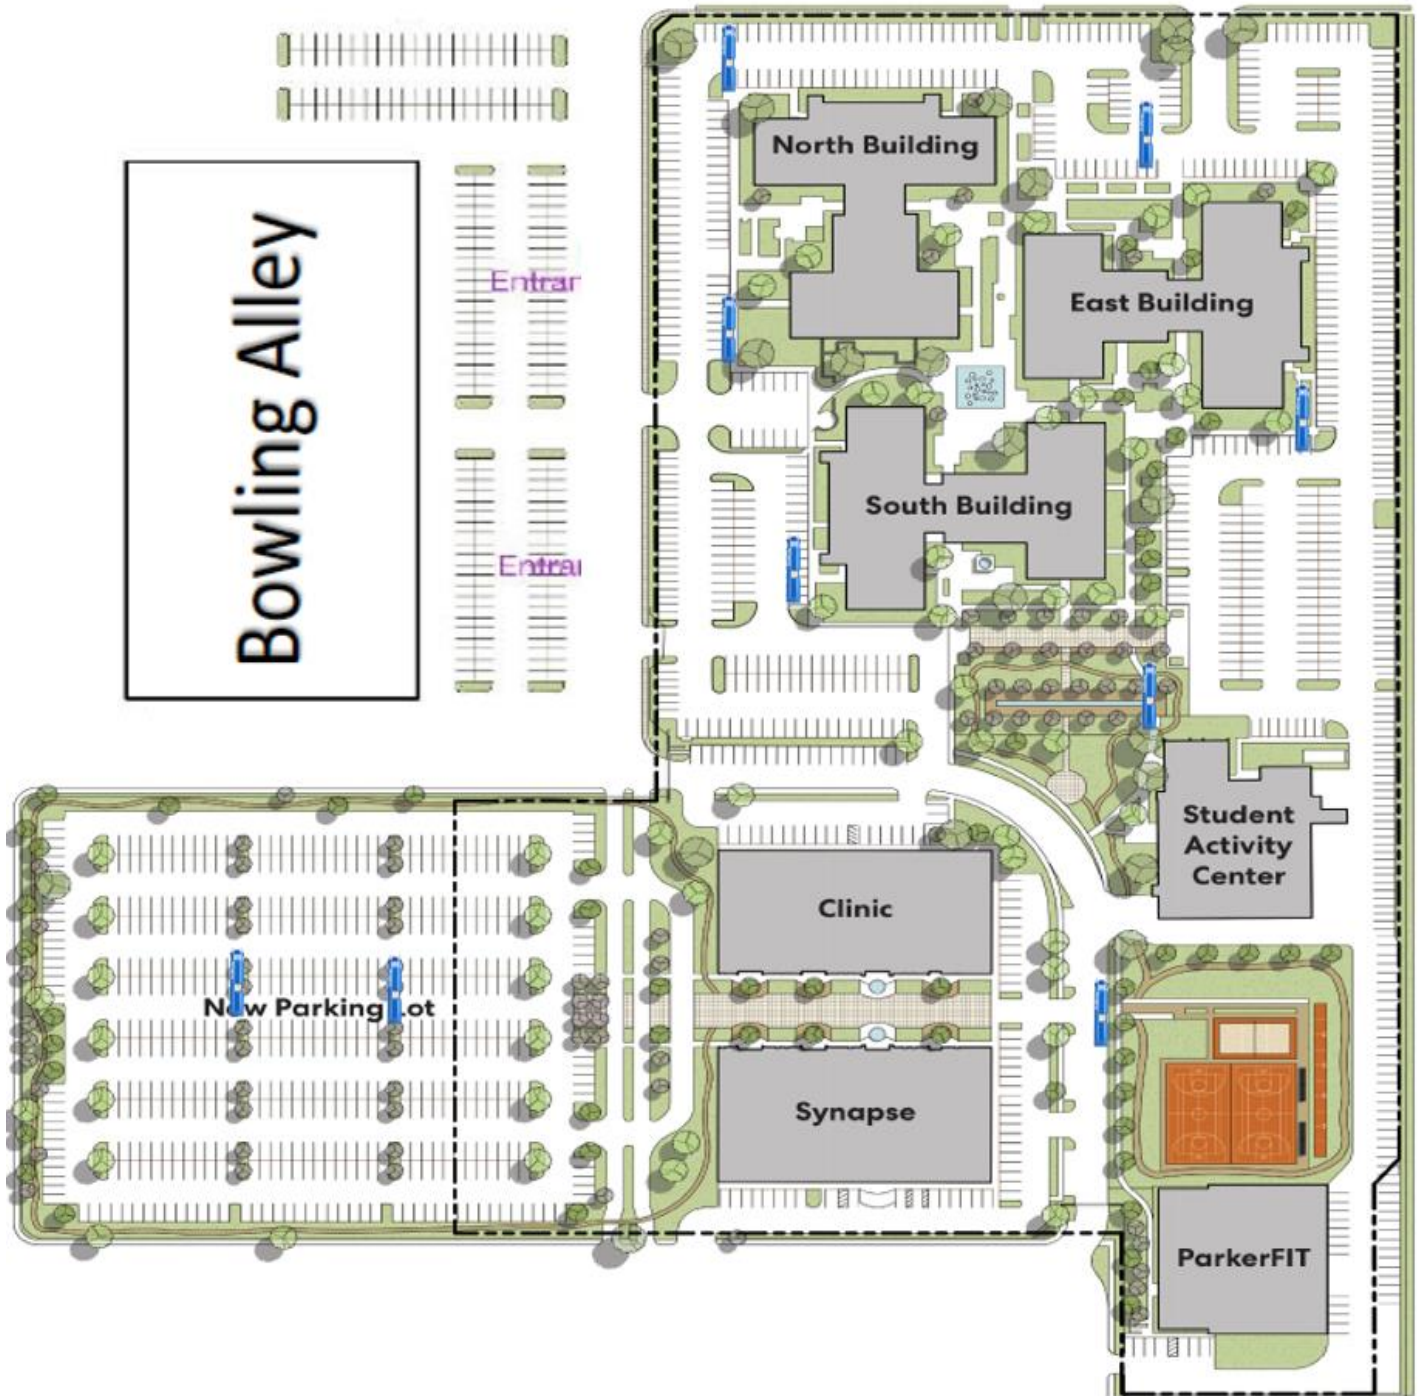 North Building
Bowling Alley
Entrar
East Building
South Building
Entrai
Student
Activity
Center
Clinic
New Parking Lot
Synapse
ParkerFIT